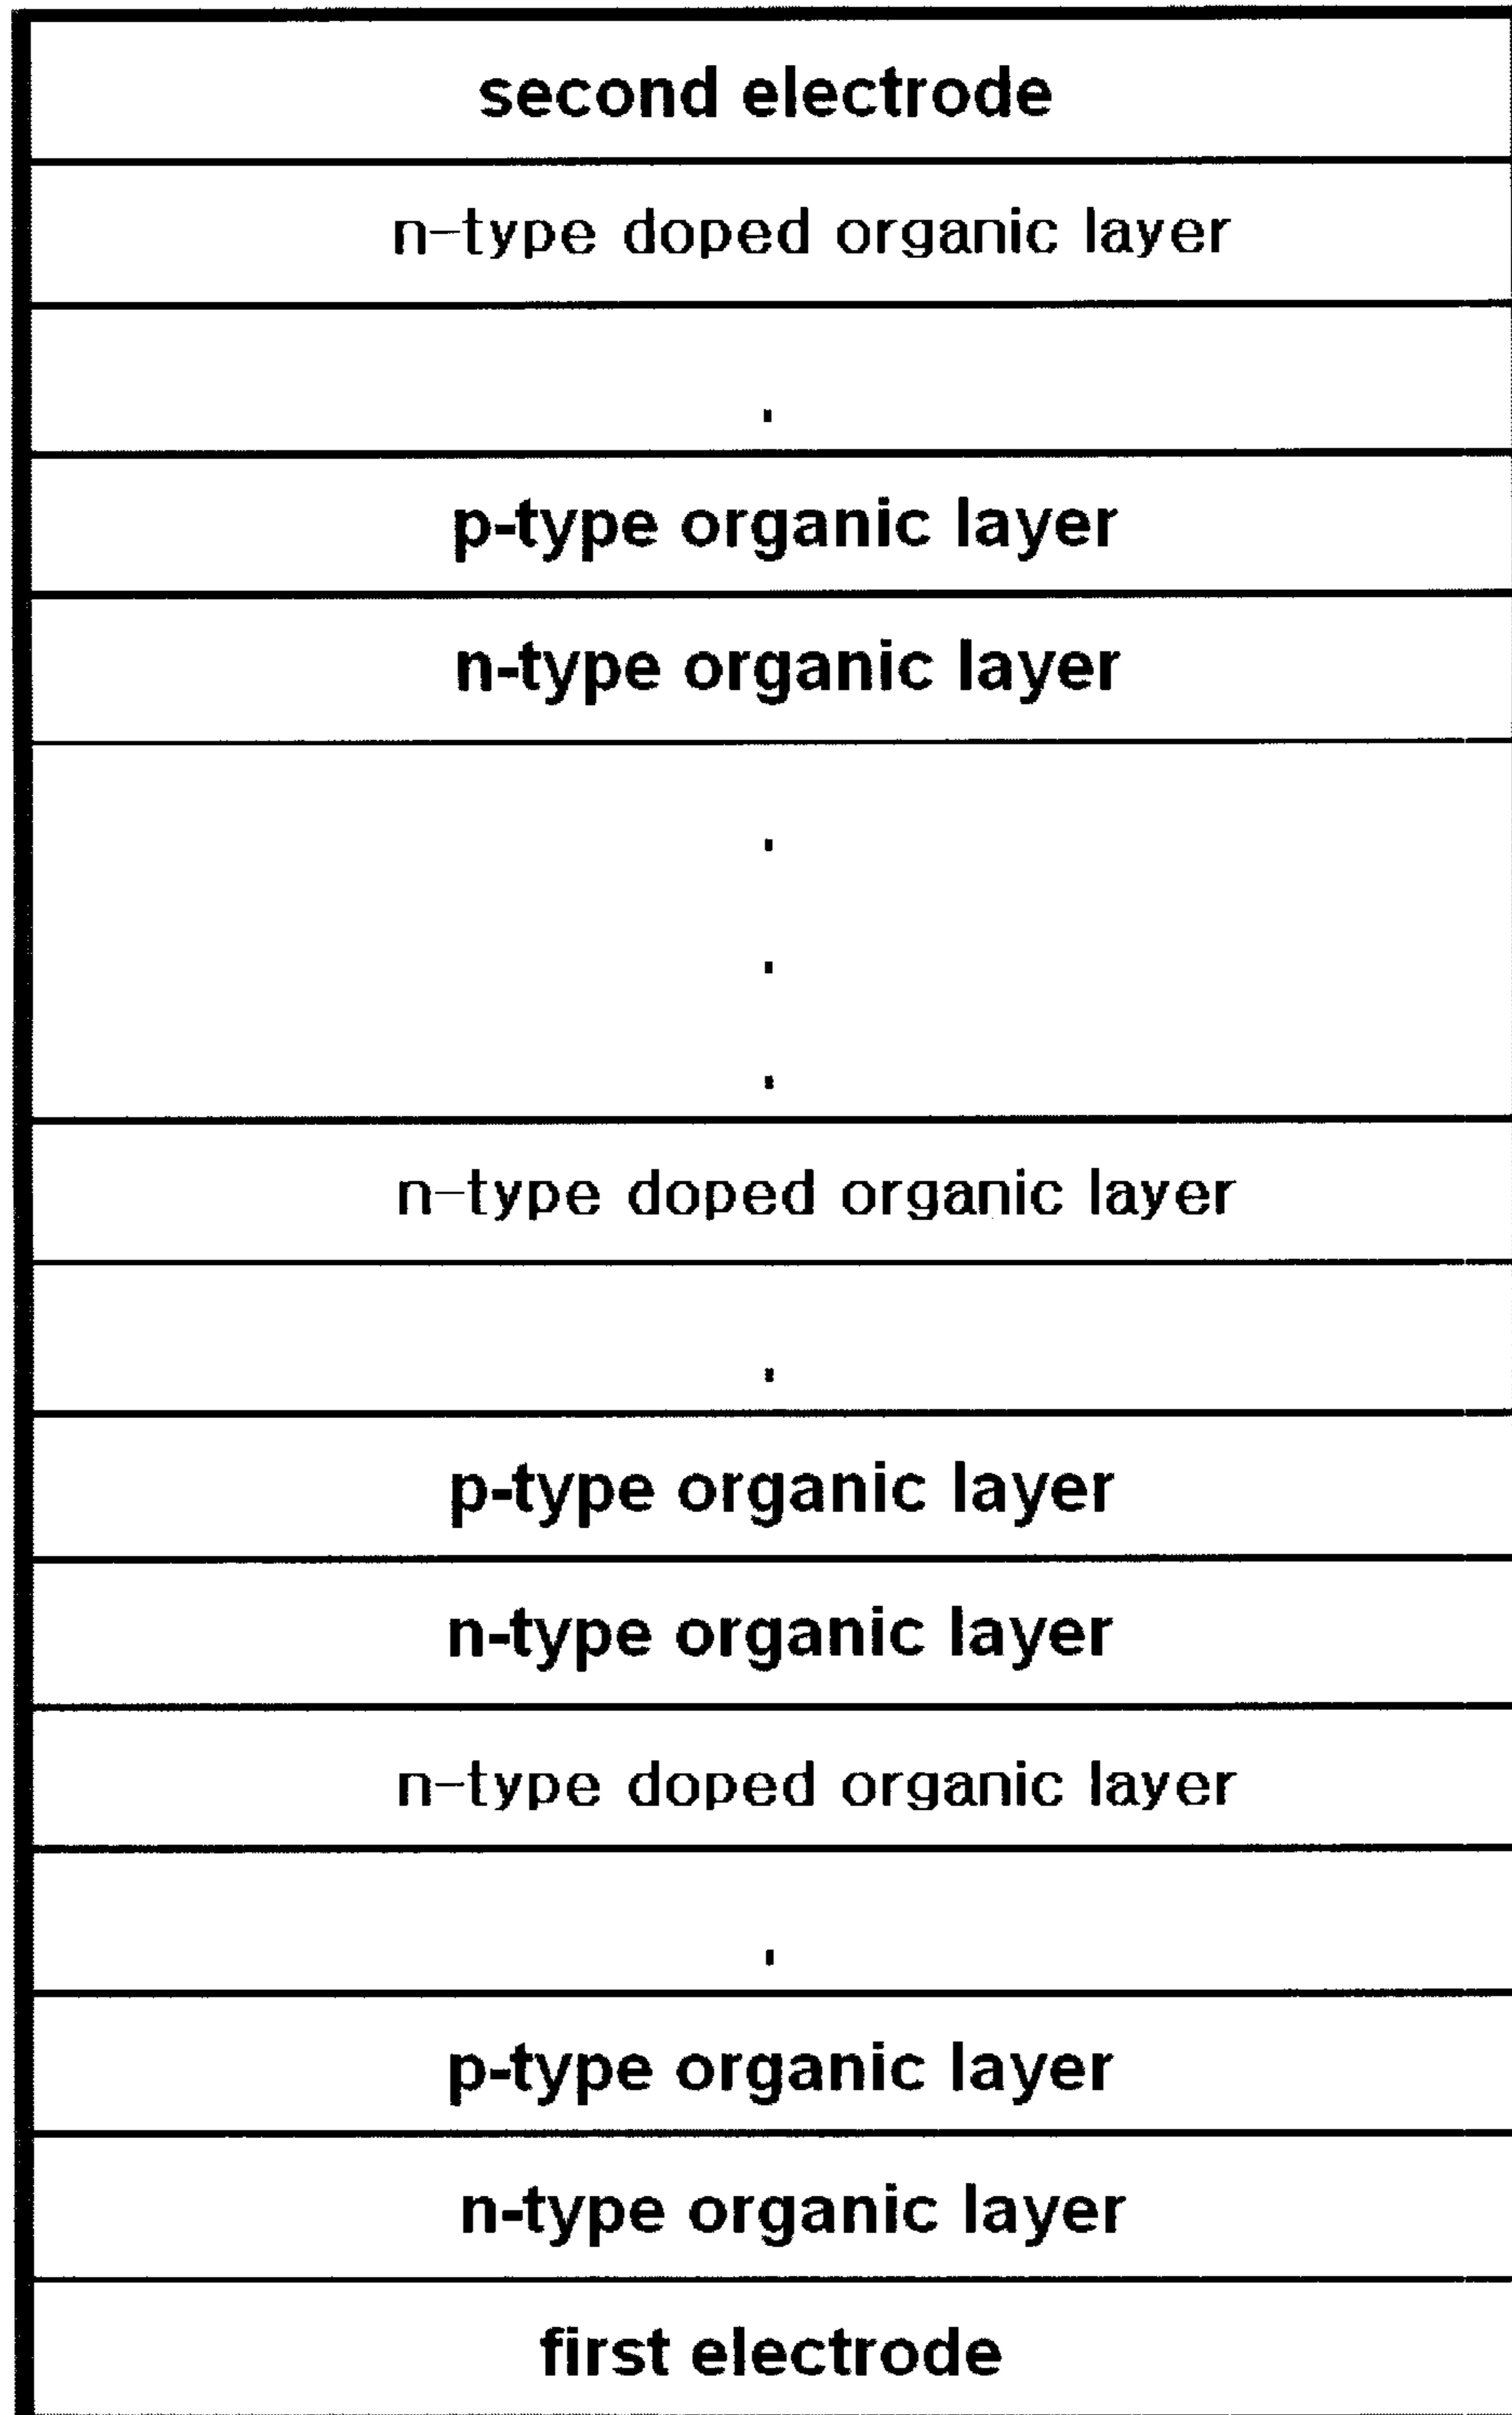 second electrode
n-type doped organic layer
.
p-type organic layer
n-type organic layer
.
.
.
n-type doped organic layer
.
p-type organic layer
n-type organic layer
n-type doped organic layer
.
p-type organic layer
n-type organic layer
first electrode